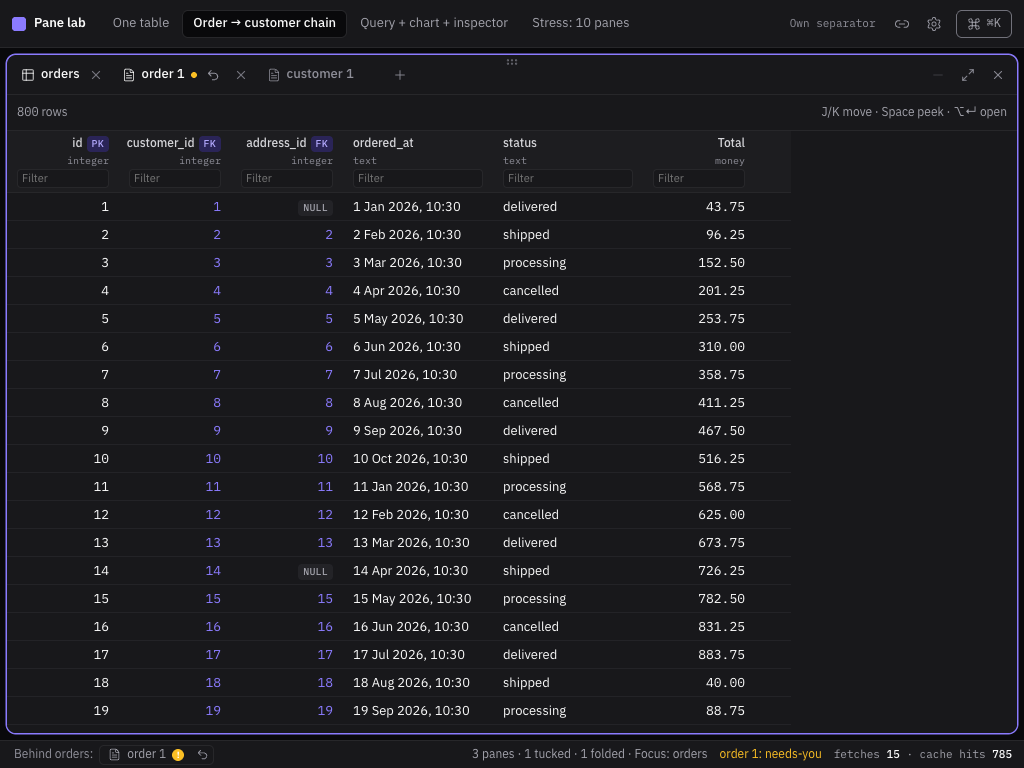 Pane lab One table Order → customer chain Query + chart + inspector Stress: 10 panes Own separator ⌘ ⌘K
orders order 1 customer 1
800 rows J/K move · Space peek · ⌥↵ open
id PK customer_id FK address_id FK ordered_at status Total
integer integer integer text text money
Filter Filter Filter Filter Filter Filter
1 1 NULL 1 Jan 2026, 10:30 delivered 43.75
2 2 2 2 Feb 2026, 10:30 shipped 96.25
3 3 3 3 Mar 2026, 10:30 processing 152.50
4 4 4 4 Apr 2026, 10:30 cancelled 201.25
5 5 5 5 May 2026, 10:30 delivered 253.75
6 6 6 6 Jun 2026, 10:30 shipped 310.00
7 7 7 7 Jul 2026, 10:30 processing 358.75
8 8 8 8 Aug 2026, 10:30 cancelled 411.25
9 9 9 9 Sep 2026, 10:30 delivered 467.50
10 10 10 10 Oct 2026, 10:30 shipped 516.25
11 11 11 11 Jan 2026, 10:30 processing 568.75
12 12 12 12 Feb 2026, 10:30 cancelled 625.00
13 13 13 13 Mar 2026, 10:30 delivered 673.75
14 14 NULL 14 Apr 2026, 10:30 shipped 726.25
15 15 15 15 May 2026, 10:30 processing 782.50
16 16 16 16 Jun 2026, 10:30 cancelled 831.25
17 17 17 17 Jul 2026, 10:30 delivered 883.75
18 18 18 18 Aug 2026, 10:30 shipped 40.00
19 19 19 19 Sep 2026, 10:30 processing 88.75
Behind orders: order 1 ! 3 panes · 1 tucked · 1 folded · Focus: orders order 1: needs-you fetches 15 · cache hits 785